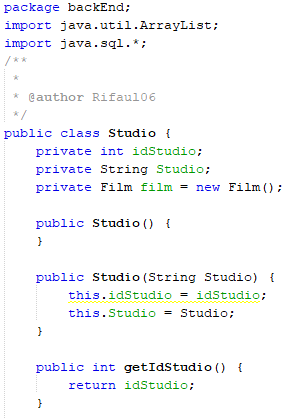 package backEnd;
import java.util.ArrayList;
import java.sql.*;
/**
 *
 * @author Rifaul06
 */
public class Studio {
    private int idStudio;
    private String Studio;
    private Film film = new Film();

    public Studio() {
    }

    public Studio(String Studio) {
        this.idStudio = idStudio;
        this.Studio = Studio;
    }

    public int getIdStudio() {
        return idStudio;
    }